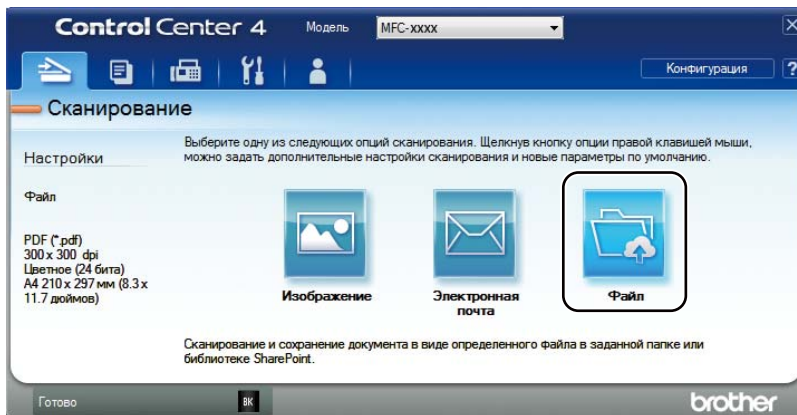 Control Center 4
Модель
MFC-xxxx
Конфигурация
?
Сканирование
Настройки
Файл
PDF (*.pdf)
300 x 300 dpi
Цветное (24 бита)
A4 210 x 297 мм (8.3 x
11.7 дюймов)
Выберите одну из следующих опций сканирования. Щелкнув кнопку опции правой клавишей мыши,
можно задать дополнительные настройки сканирования и новые параметры по умолчанию.
Изображение
Электронная
почта
Файл
Сканирование и сохранение документа в виде определенного файла в заданной папке или
библиотеке SharePoint.
Готово
BK
brother